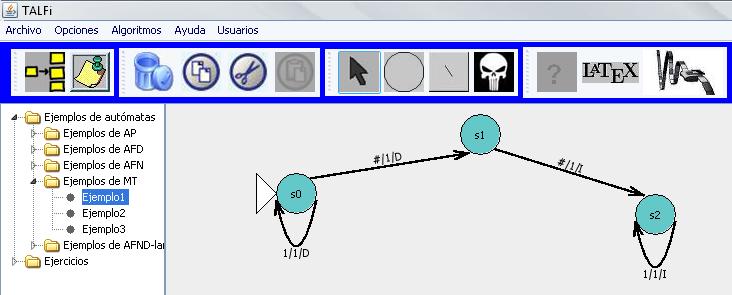 TALFi
Archivo Opciones Algoritmos Ayuda Usuarios
? LATEX
Ejemplos de autómatas
Ejemplos de AP
Ejemplos de AFD
Ejemplos de AFN
Ejemplos de MT
Ejemplo1
Ejemplo2
Ejemplo3
Ejemplos de AFND-la
Ejercicios
s1
#/1/D
#/1/I
s0
s2
1/1/D
1/1/I